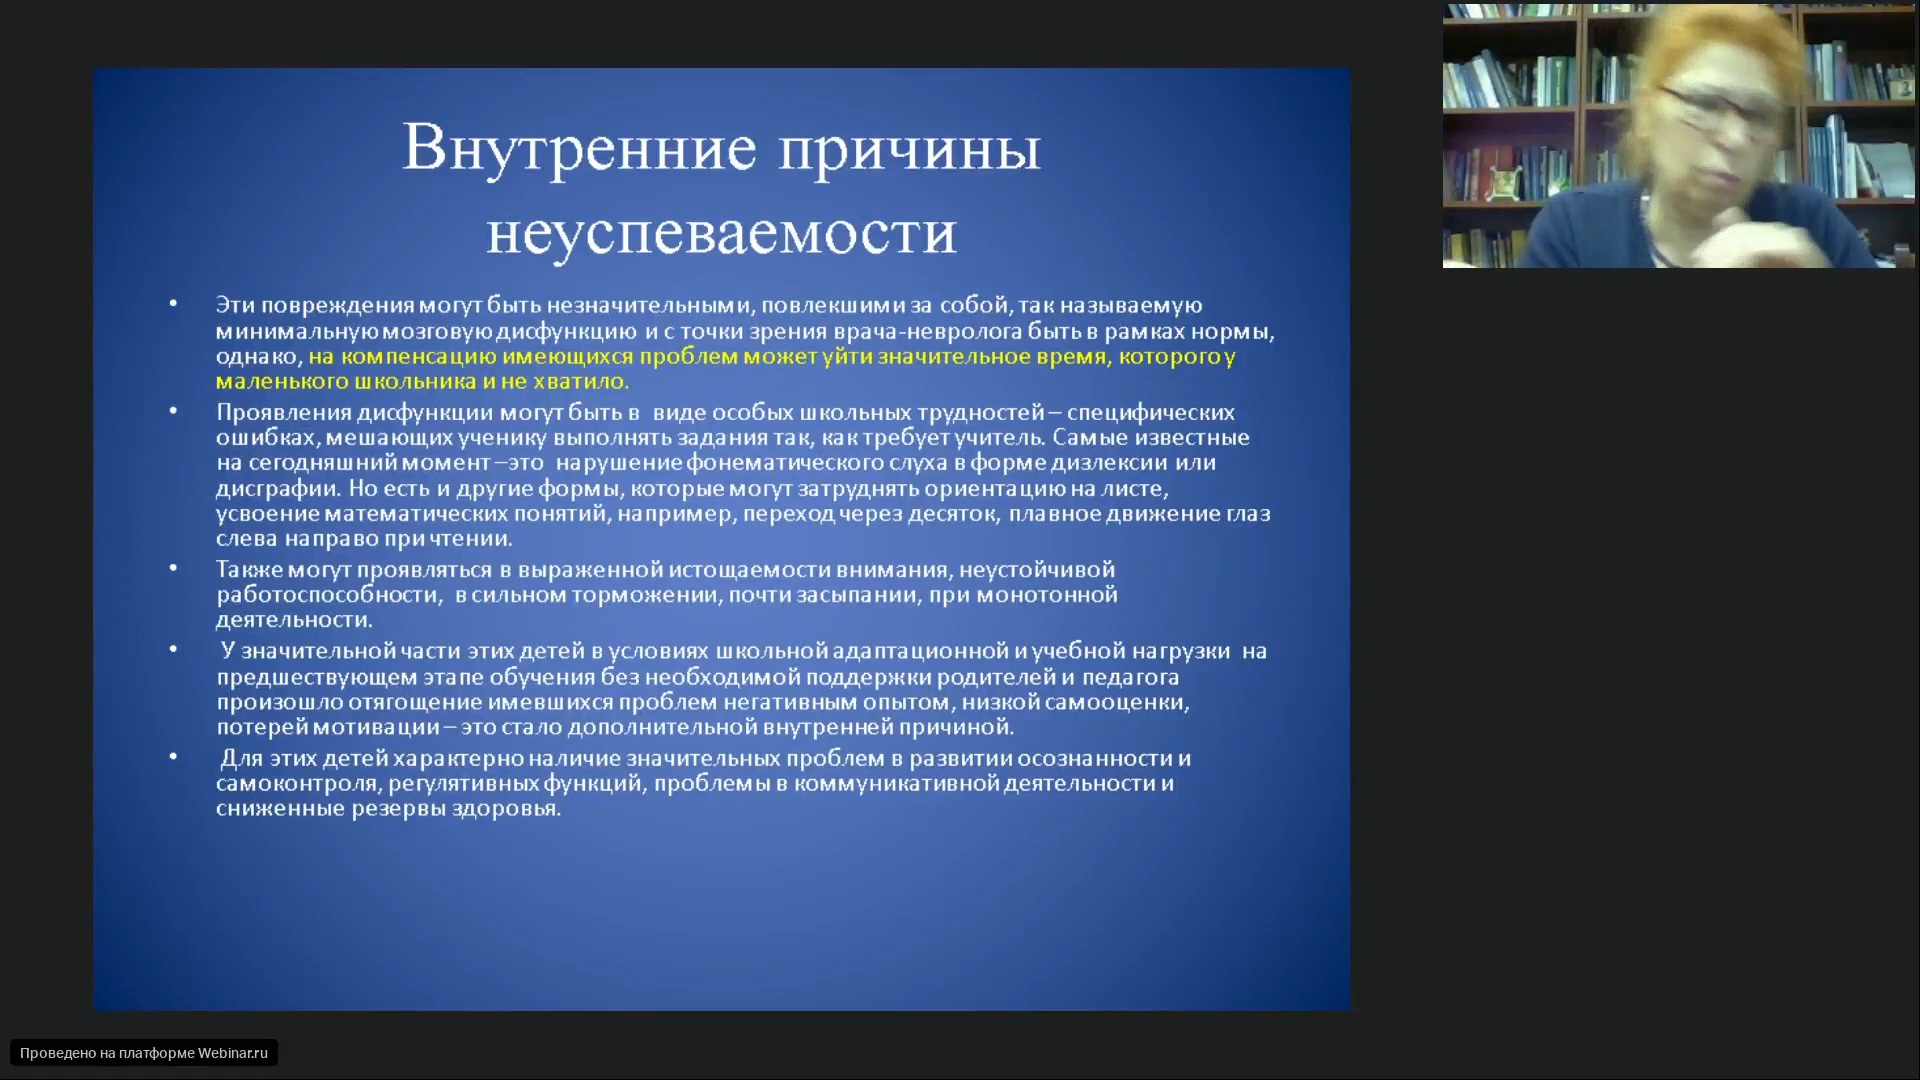 Внутренние причины
неуспеваемости
• Эти повреждения могут быть незначительными, повлекшими за собой, так называемую
минимальную мозговую дисфункцию и с точки зрения врача-невролога быть в рамках нормы,
однако, на компенсацию имеющихся проблем может уйти значительное время, которого у
маленького школьника и не хватило.
• Проявления дисфункции могут быть в виде особых школьных трудностей – специфических
ошибках, мешающих ученику выполнять задания так, как требует учитель. Самые известные
на сегодняшний момент –это нарушение фонематического слуха в форме дизлексии или
дисграфии. Но есть и другие формы, которые могут затруднять ориентацию на листе,
усвоение математических понятий, например, переход через десяток, плавное движение глаз
слева направо при чтении.
• Также могут проявляться в выраженной истощаемости внимания, неустойчивой
работоспособности, в сильном торможении, почти засыпании, при монотонной
деятельности.
• У значительной части этих детей в условиях школьной адаптационной и учебной нагрузки на
предшествующем этапе обучения без необходимой поддержки родителей и педагога
произошло отягощение имевшихся проблем негативным опытом, низкой самооценки,
потерей мотивации – это стало дополнительной внутренней причиной.
• Для этих детей характерно наличие значительных проблем в развитии осознанности и
самоконтроля, регулятивных функций, проблемы в коммуникативной деятельности и
сниженные резервы здоровья.
Проведено на платформе Webinar.ru